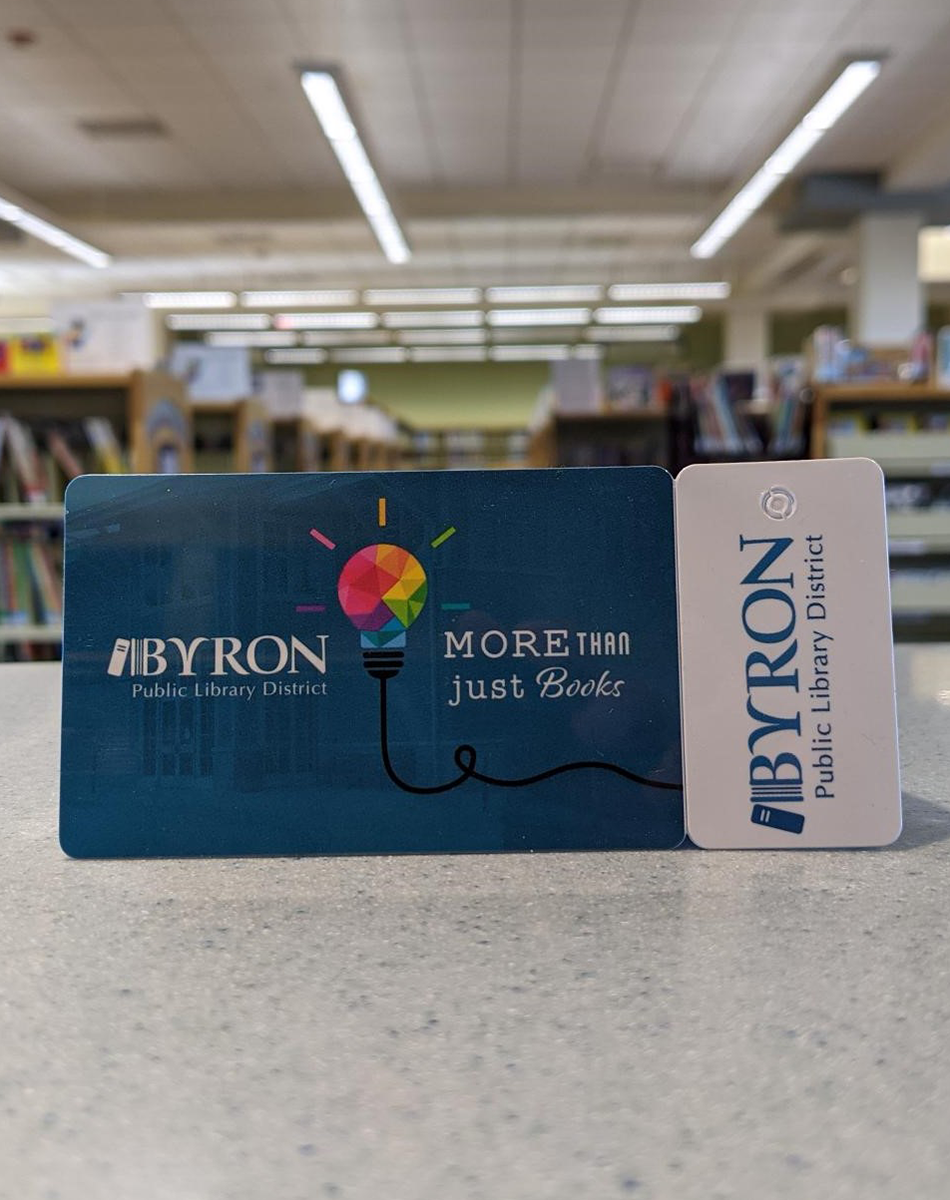 BYRON
Public Library District
MORE THAN
just Books
BYRON
Public Library District